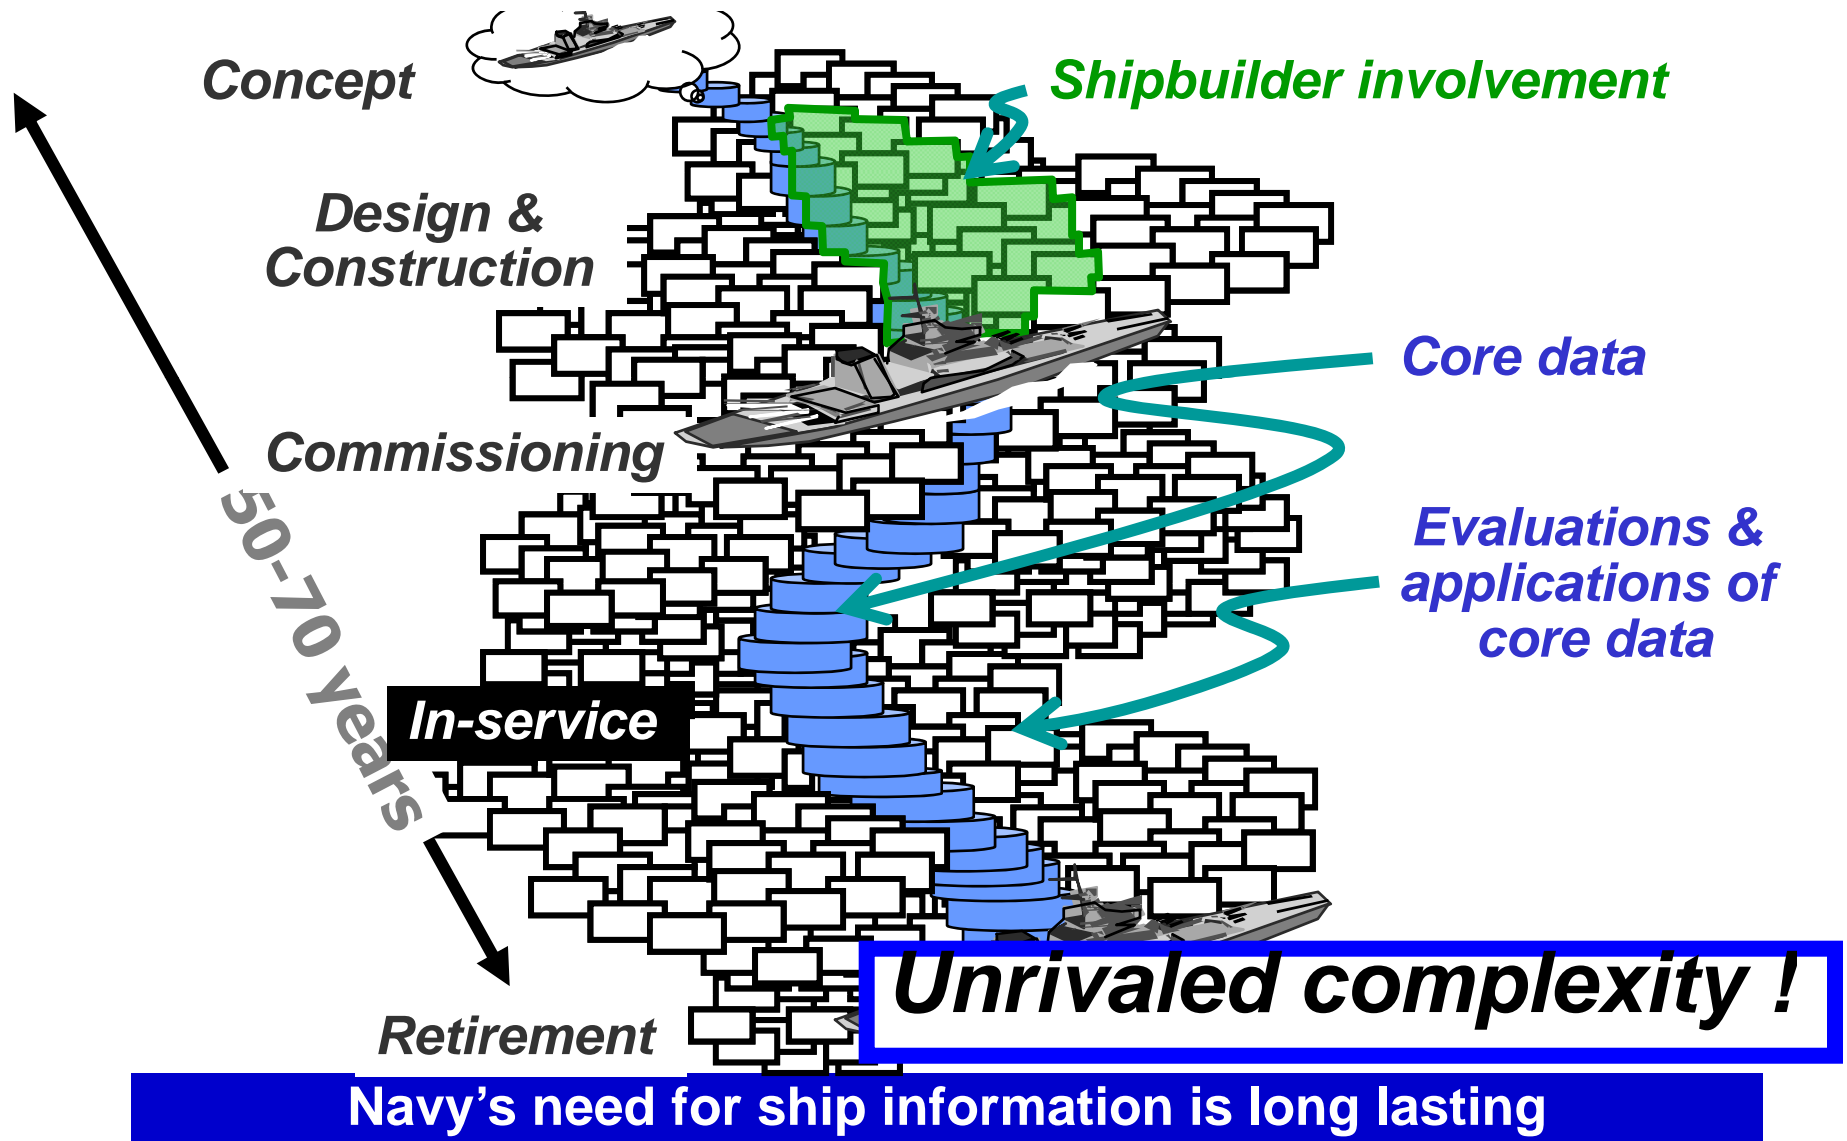 Concept
Shipbuilder involvement
Design &
Construction
Core data
Commissioning
50-70 years
Evaluations &
applications of
core data
In-service
Unrivaled complexity !
Retirement
Navy’s need for ship information is long lasting